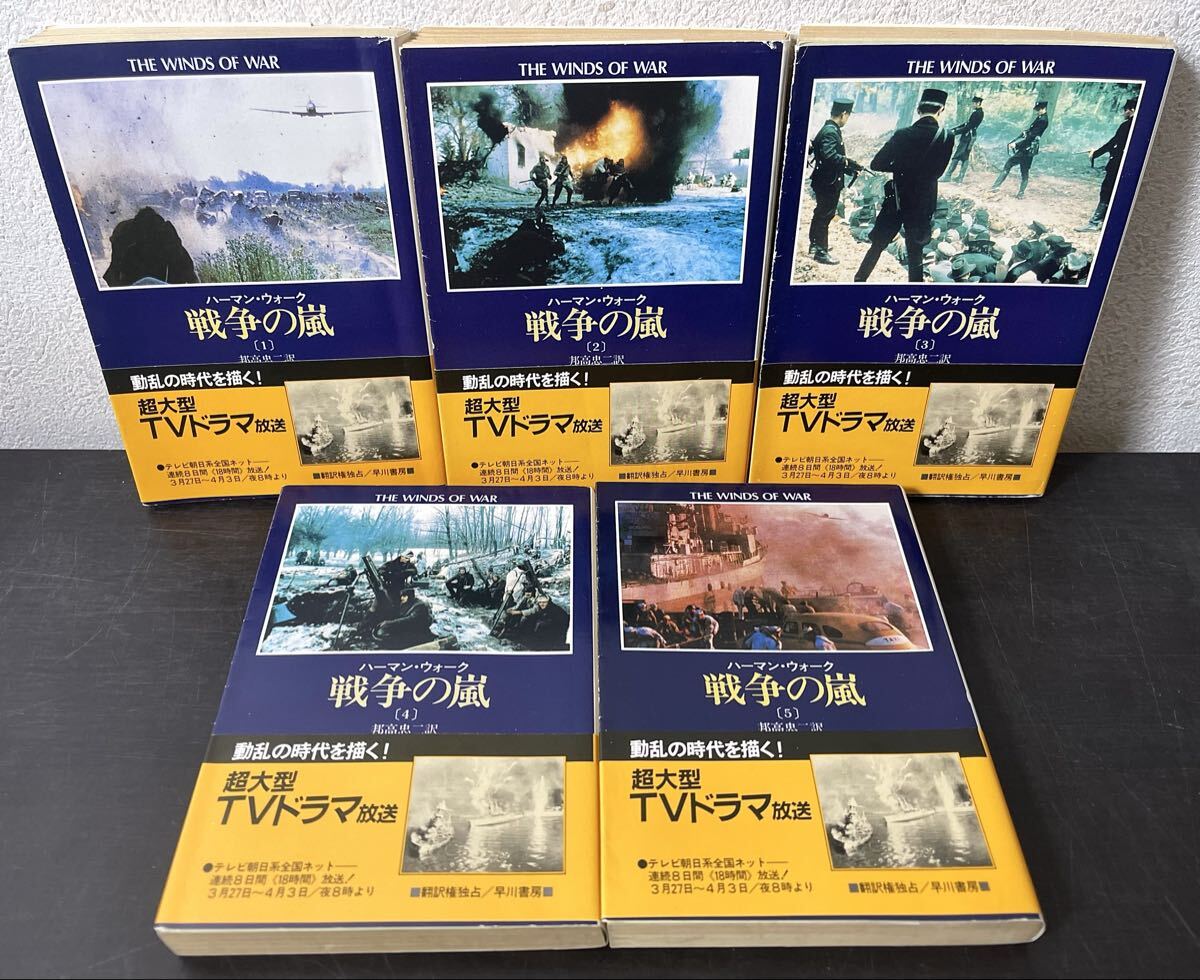 THE WINDS OF WAR
ハーマン・ウォーク
戦争の嵐
〔1〕
邦高忠二訳
動乱の時代を描く!
超大型
TVドラマ放送
●テレビ朝日系全国ネット──
連続8日間《18時間》放送!
3月27日〜4月3日/夜8時より
■翻訳権独占/早川書房■
THE WINDS OF WAR
ハーマン・ウォーク
戦争の嵐
〔2〕
邦高忠二訳
動乱の時代を描く!
超大型
TVドラマ放送
●テレビ朝日系全国ネット──
連続8日間《18時間》放送!
3月27日〜4月3日/夜8時より
■翻訳権独占/早川書房■
THE WINDS OF WAR
ハーマン・ウォーク
戦争の嵐
〔3〕
邦高忠二訳
動乱の時代を描く!
超大型
TVドラマ放送
●テレビ朝日系全国ネット──
連続8日間《18時間》放送!
3月27日〜4月3日/夜8時より
■翻訳権独占/早川書房■
THE WINDS OF WAR
ハーマン・ウォーク
戦争の嵐
〔4〕
邦高忠二訳
動乱の時代を描く!
超大型
TVドラマ放送
●テレビ朝日系全国ネット──
連続8日間《18時間》放送!
3月27日〜4月3日/夜8時より
■翻訳権独占/早川書房■
THE WINDS OF WAR
ハーマン・ウォーク
戦争の嵐
〔5〕
邦高忠二訳
動乱の時代を描く!
超大型
TVドラマ放送
●テレビ朝日系全国ネット──
連続8日間《18時間》放送!
3月27日〜4月3日/夜8時より
■翻訳権独占/早川書房■